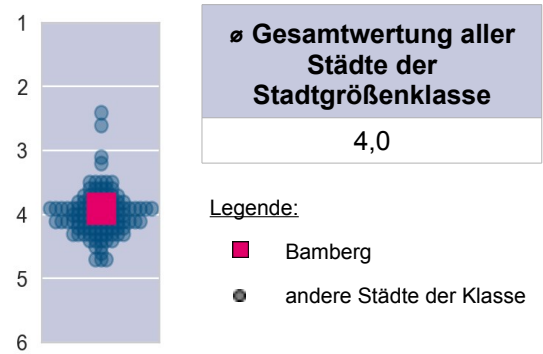 1
2
3
4
5
6
ø Gesamtwertung aller
Städte der
Stadtgrößenklasse
4,0
Legende:
Bamberg
andere Städte der Klasse